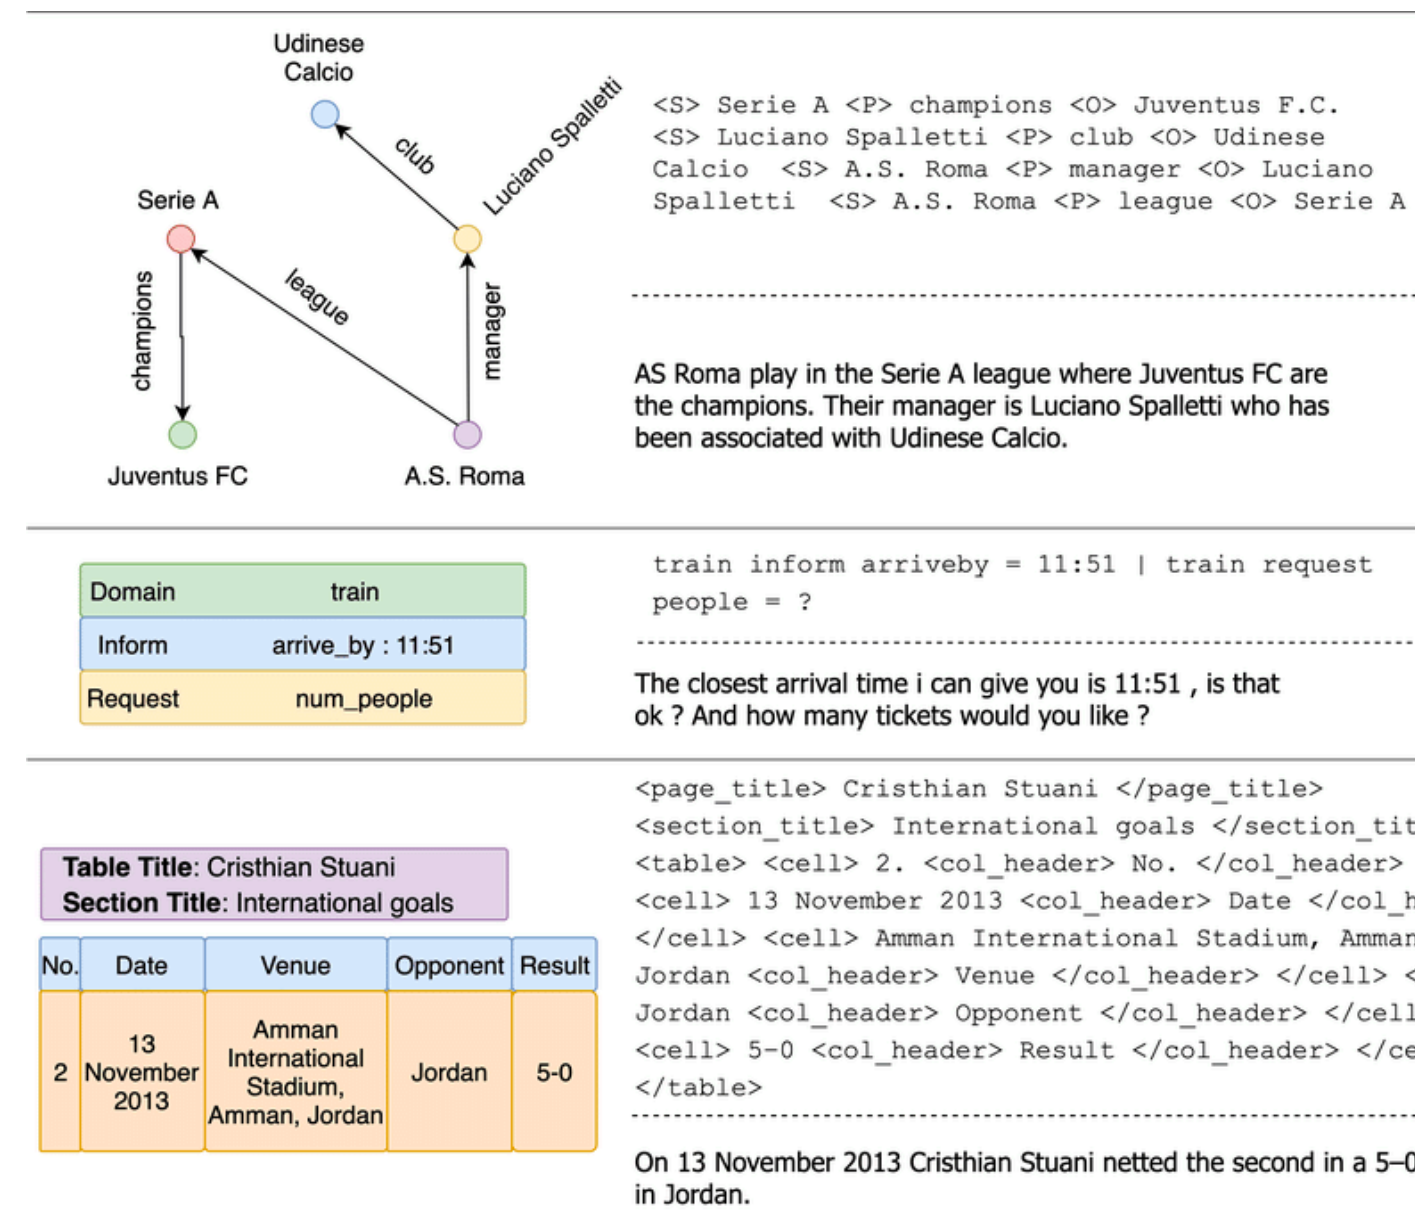 Udinese
Calcio
club
Luciano Spalletti
Serie A
champions
league
manager
Juventus FC
A.S. Roma
<S> Serie A <P> champions <O> Juventus F.C.
<S> Luciano Spalletti <P> club <O> Udinese
Calcio <S> A.S. Roma <P> manager <O> Luciano
Spalletti <S> A.S. Roma <P> league <O> Serie A
AS Roma play in the Serie A league where Juventus FC are
the champions. Their manager is Luciano Spalletti who has
been associated with Udinese Calcio.
Domain train
Inform arrive_by : 11:51
Request num_people
train inform arriveby = 11:51 | train request
people = ?
The closest arrival time i can give you is 11:51 , is that
ok ? And how many tickets would you like ?
Table Title: Cristhian Stuani
Section Title: International goals
No. Date Venue Opponent Result
2 13 November 2013 Amman International Stadium, Amman, Jordan Jordan 5-0
<page_title> Cristhian Stuani </page_title>
<section_title> International goals </section_tit
<table> <cell> 2. <col_header> No. </col_header>
<cell> 13 November 2013 <col_header> Date </col_h
</cell> <cell> Amman International Stadium, Amman
Jordan <col_header> Venue </col_header> </cell> <
Jordan <col_header> Opponent </col_header> </cell
<cell> 5-0 <col_header> Result </col_header> </ce
</table>
On 13 November 2013 Cristhian Stuani netted the second in a 5–0
in Jordan.